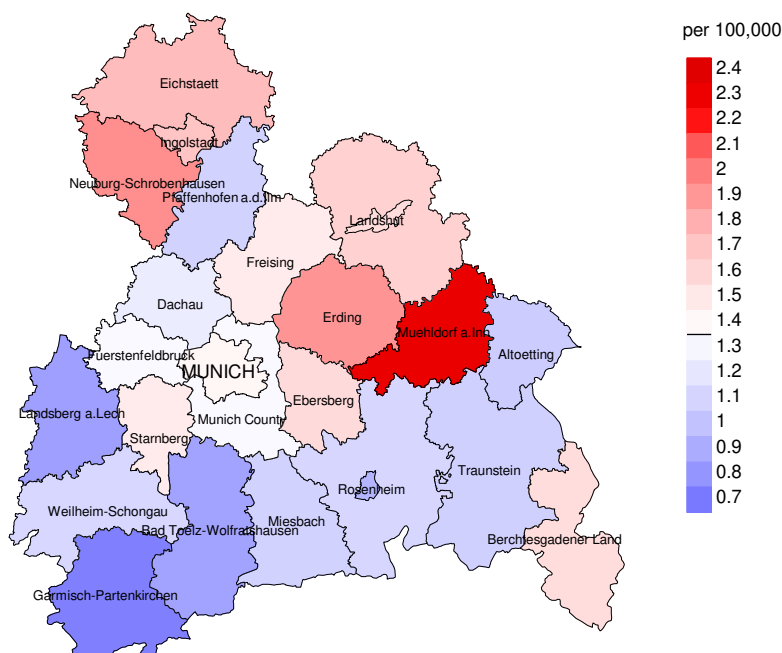 per 100,000
2.4
2.3
2.2
2.1
2
1.9
1.8
1.7
1.6
1.5
1.4
1.3
1.2
1.1
1
0.9
0.8
0.7
Eichstaett
Ingolstadt
Neuburg-Schrobenhausen
Pfaffenhofen a.d.Ilm
Landshut
Freising
Dachau
Erding
Muehldorf a.Inn
Fuerstenfeldbruck
Altoetting
MUNICH
Ebersberg
Landsberg a.Lech
Munich County
Starnberg
Traunstein
Rosenheim
Weilheim-Schongau
Miesbach
Bad Toelz-Wolfratshausen
Berchtesgadener Land
Garmisch-Partenkirchen